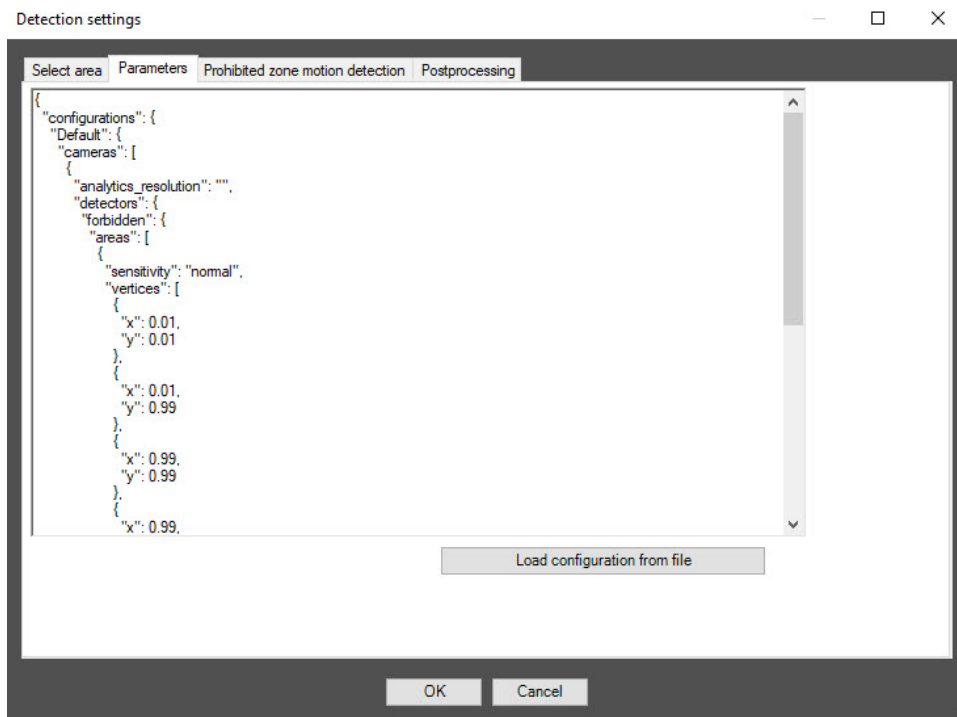 Detection settings
Select area Parameters Prohibited zone motion detection Postprocessing
{
"configurations": {
"Default": {
"cameras": [
{
"analytics_resolution": "",
"detectors": {
"forbidden": {
"areas": [
{
"sensitivity": "normal",
"vertices": [
{
"x": 0.01,
"y": 0.01
},
{
"x": 0.01,
"y": 0.99
},
{
"x": 0.99,
"y": 0.99
},
{
"x": 0.99,
Load configuration from file
OK Cancel